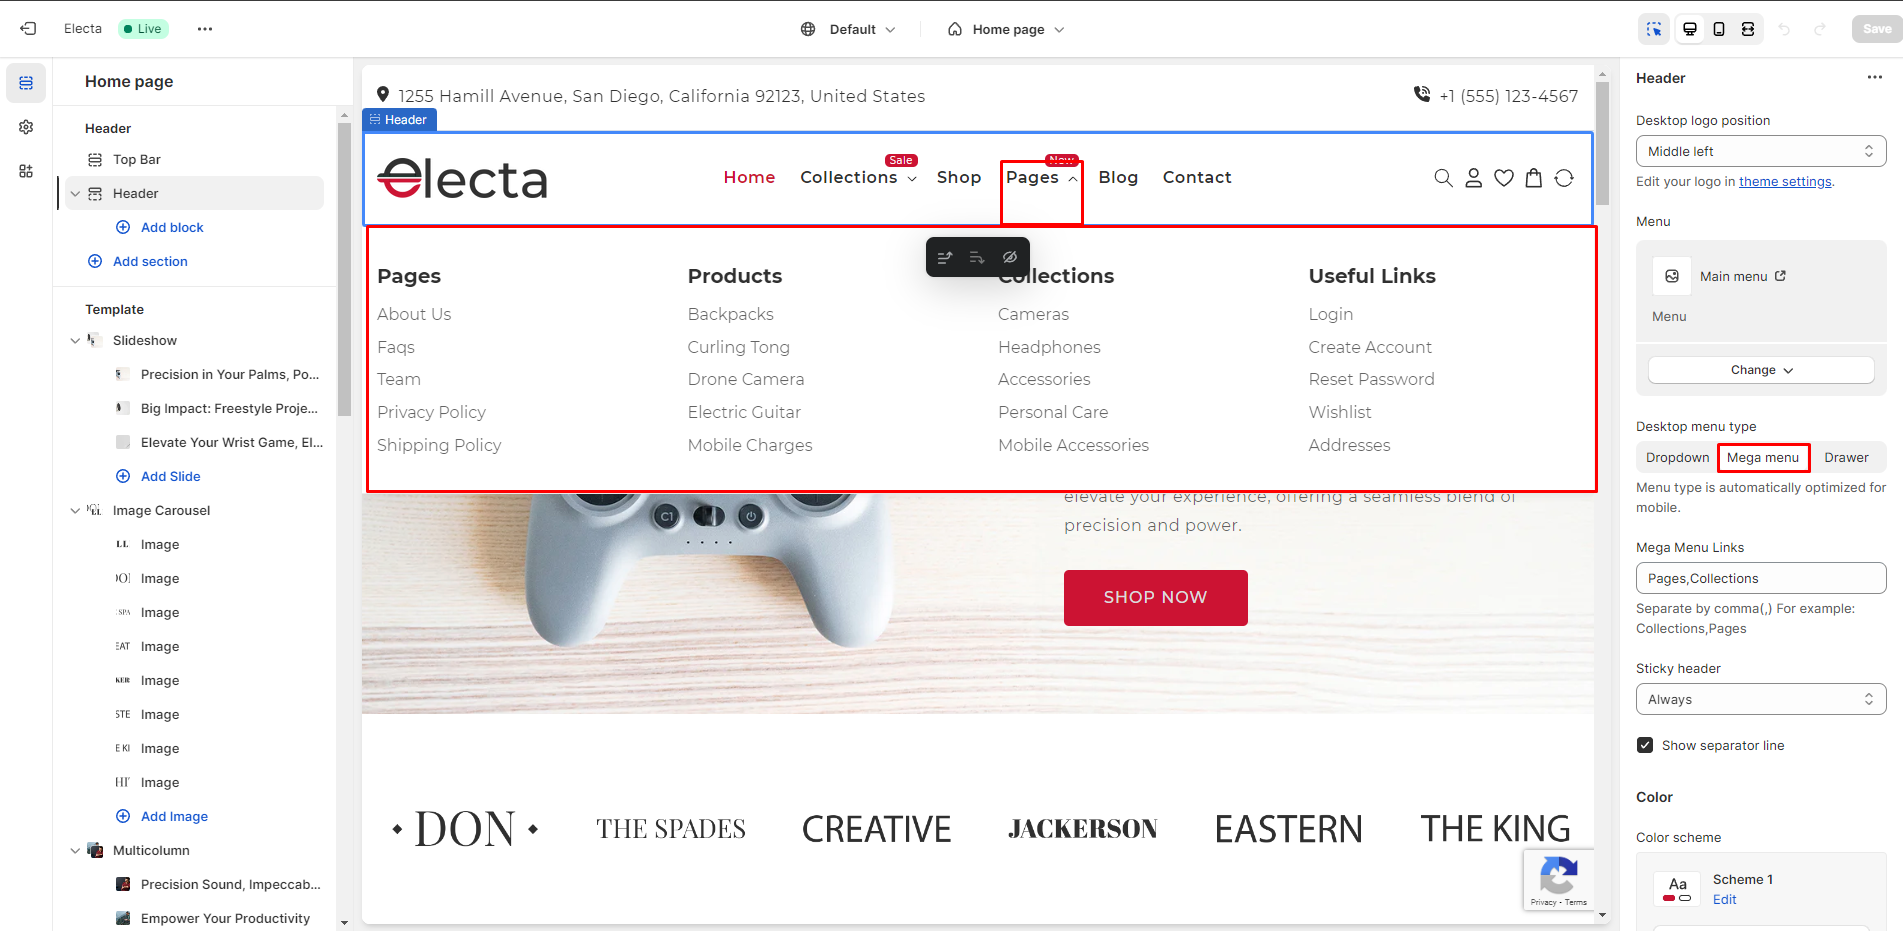 Electa
Live
Default
Home page
Save
Home page
Header
Top Bar
Header
Add block
Add section
Template
Slideshow
Precision in Your Palms, Po...
Big Impact: Freestyle Proje...
Elevate Your Wrist Game, El...
Add Slide
Image Carousel
Image
Image
Image
Image
Image
Image
Image
Image
Add Image
Multicolumn
Precision Sound, Impeccab...
Empower Your Productivity
1255 Hamill Avenue, San Diego, California 92123, United States
+1 (555) 123-4567
Header
electa
Home
Collections
Sale
Shop
Pages
New
Blog
Contact
Pages
About Us
Faqs
Team
Privacy Policy
Shipping Policy
Products
Backpacks
Curling Tong
Drone Camera
Electric Guitar
Mobile Charges
Collections
Cameras
Headphones
Accessories
Personal Care
Mobile Accessories
Useful Links
Login
Create Account
Reset Password
Wishlist
Addresses
elevate your experience, offering a seamless blend of
precision and power.
C1
SHOP NOW
DON
THE SPADES
CREATIVE
JACKERSON
EASTERN
THE KING
Privacy - Terms
Header
Desktop logo position
Middle left
Edit your logo in theme settings.
Menu
Main menu
Menu
Change
Desktop menu type
Dropdown
Mega menu
Drawer
Menu type is automatically optimized for
mobile.
Mega Menu Links
Pages,Collections
Separate by comma(,) For example:
Collections,Pages
Sticky header
Always
Show separator line
Color
Color scheme
Aa
Scheme 1
Edit